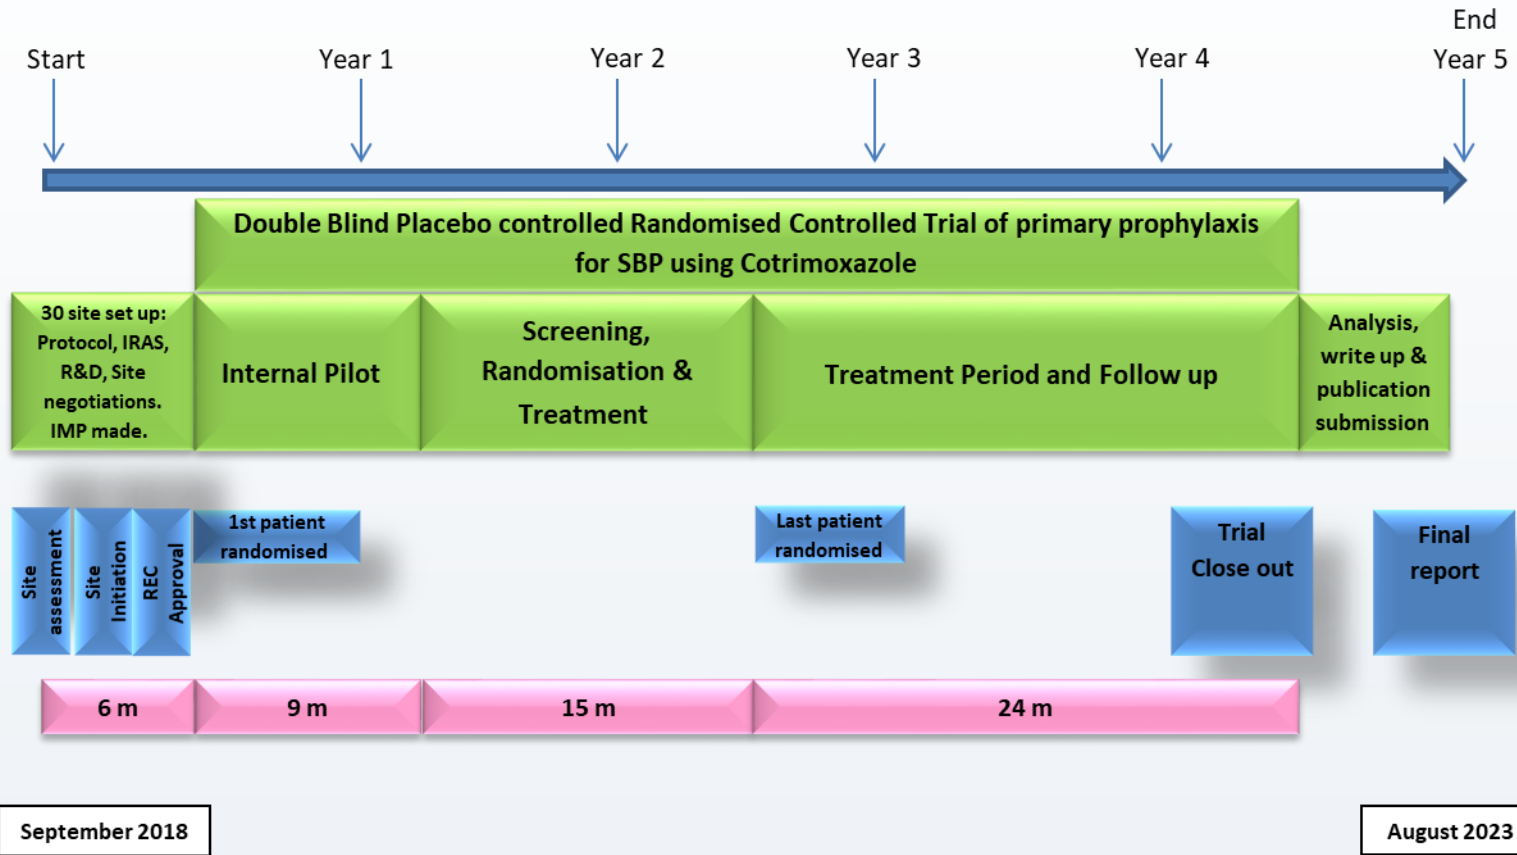 End
Start
Year 1
Year 2
Year 3
Year 4
Year 5
Double Blind Placebo controlled Randomised Controlled Trial of primary prophylaxis
for SBP using Cotrimoxazole
30 site set up:
Protocol, IRAS,
R&D, Site
negotiations.
IMP made.
Internal Pilot
Screening,
Randomisation &
Treatment
Treatment Period and Follow up
Analysis,
write up &
publication
submission
Site
assessment
Site
Initiation
REC
Approval
1st patient
randomised
Last patient
randomised
Trial
Close out
Final
report
6 m
9 m
15 m
24 m
September 2018
August 2023